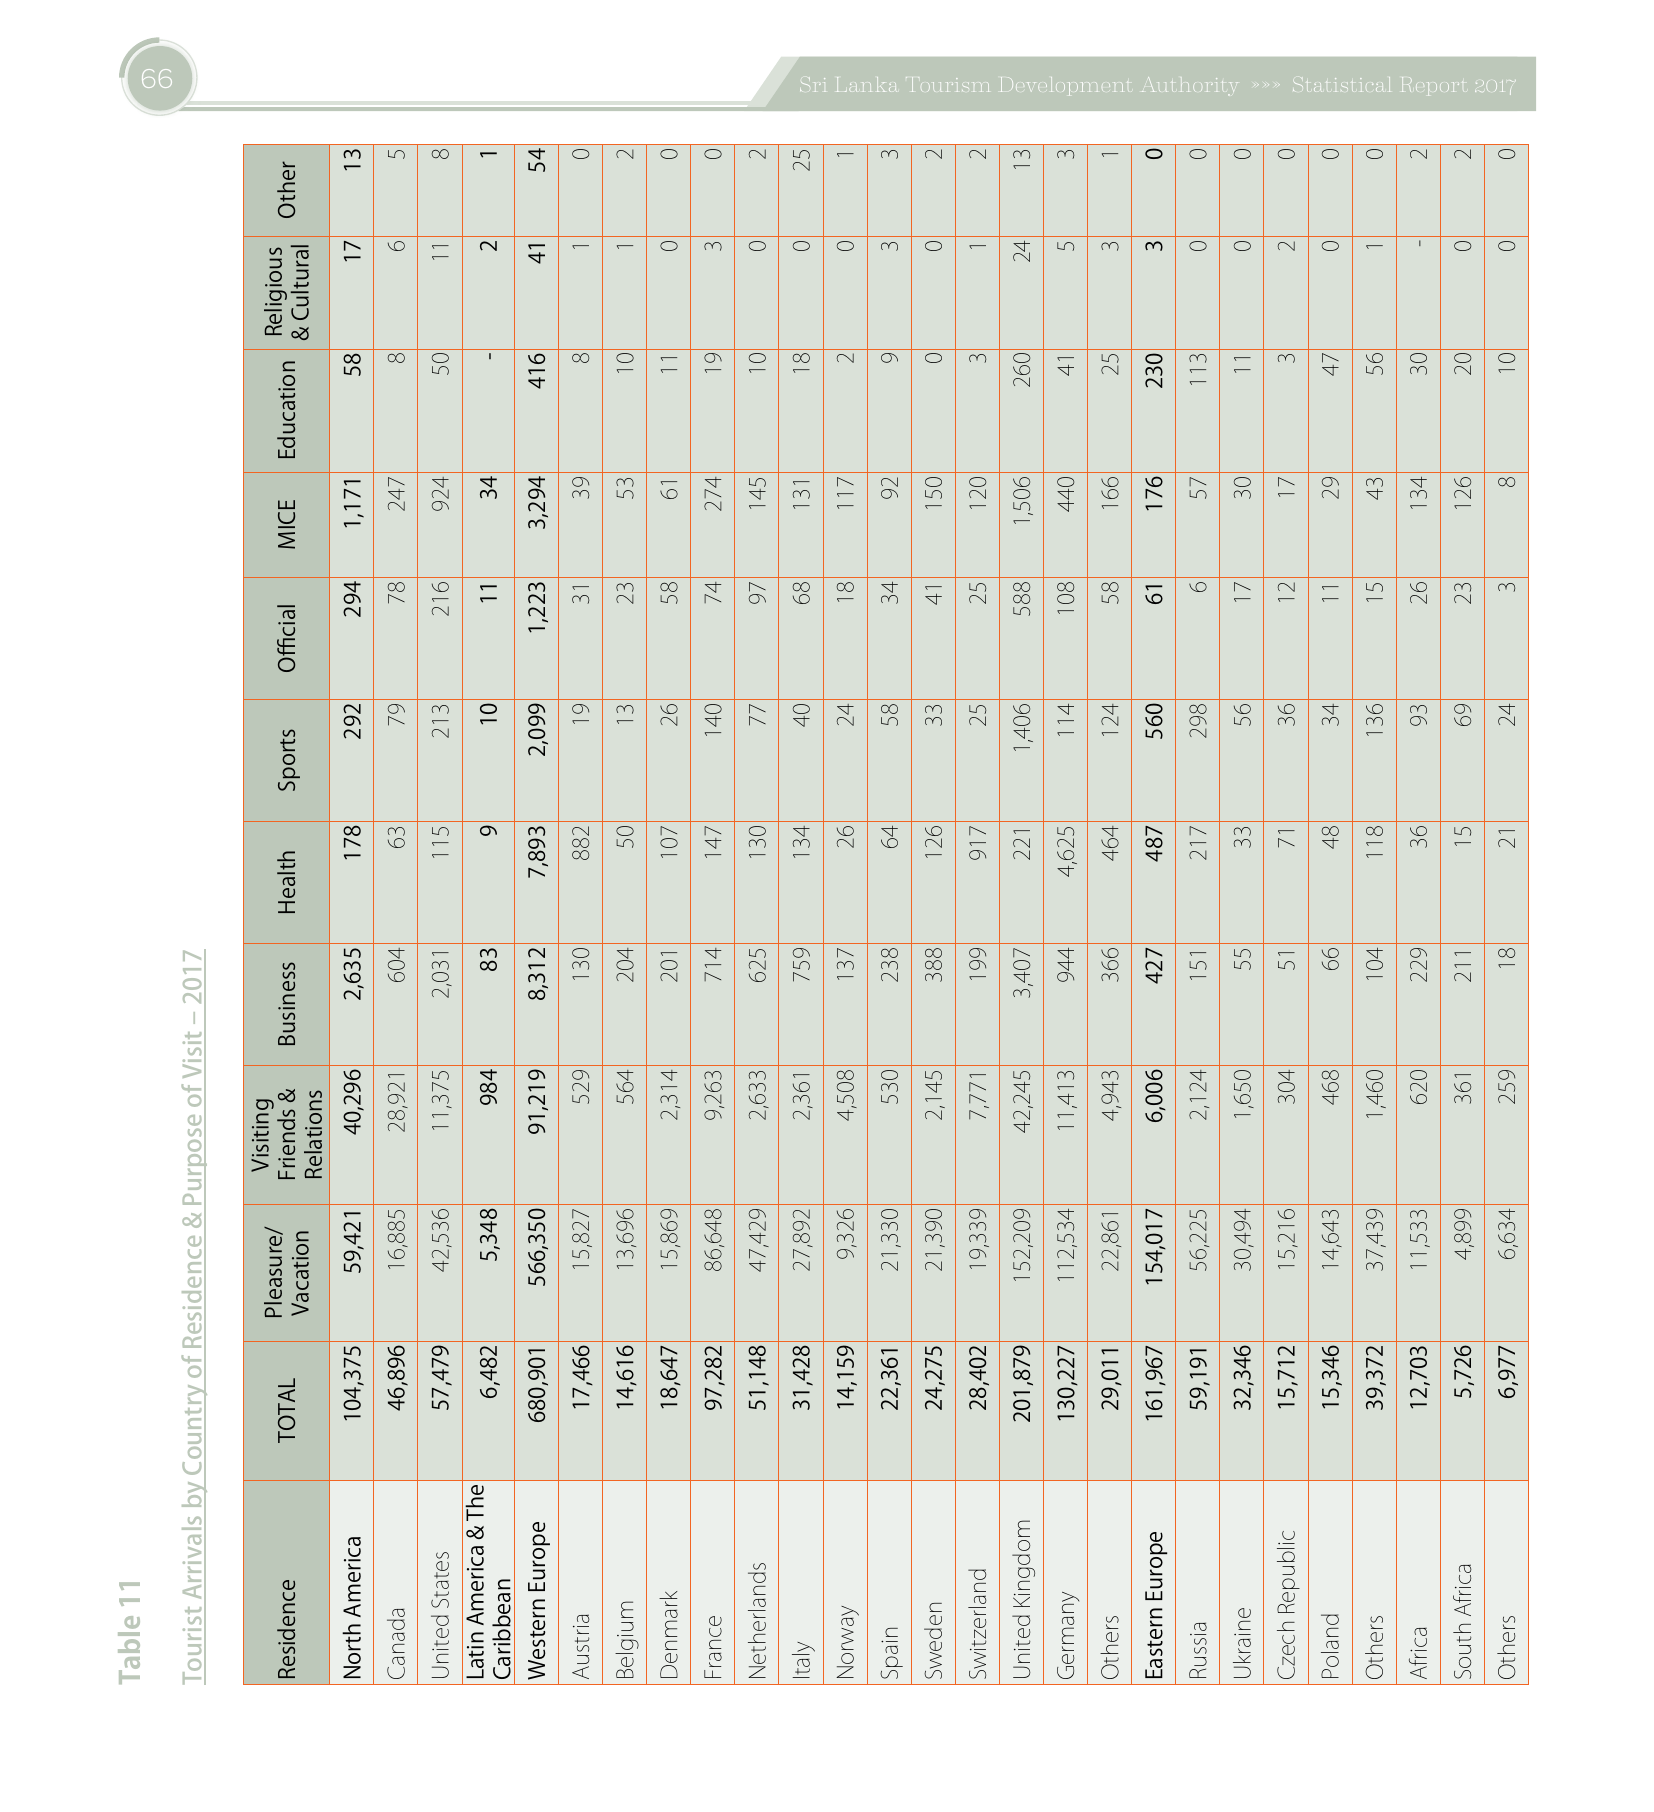 66
Sri Lanka Tourism Development Authority »»» Statistical Report 2017
Table 11
Tourist Arrivals by Country of Residence & Purpose of Visit – 2017
Residence TOTAL Pleasure/ Vacation Visiting Friends & Relations Business Health Sports Official MICE Education Religious & Cultural Other
North America 104,375 59,421 40,296 2,635 178 292 294 1,171 58 17 13
Canada 46,896 16,885 28,921 604 63 79 78 247 8 6 5
United States 57,479 42,536 11,375 2,031 115 213 216 924 50 11 8
Latin America & The Caribbean 6,482 5,348 984 83 9 10 11 34 - 2 1
Western Europe 680,901 566,350 91,219 8,312 7,893 2,099 1,223 3,294 416 41 54
Austria 17,466 15,827 529 130 882 19 31 39 8 1 0
Belgium 14,616 13,696 564 204 50 13 23 53 10 1 2
Denmark 18,647 15,869 2,314 201 107 26 58 61 11 0 0
France 97,282 86,648 9,263 714 147 140 74 274 19 3 0
Netherlands 51,148 47,429 2,633 625 130 77 97 145 10 0 2
Italy 31,428 27,892 2,361 759 134 40 68 131 18 0 25
Norway 14,159 9,326 4,508 137 26 24 18 117 2 0 1
Spain 22,361 21,330 530 238 64 58 34 92 9 3 3
Sweden 24,275 21,390 2,145 388 126 33 41 150 0 0 2
Switzerland 28,402 19,339 7,771 199 917 25 25 120 3 1 2
United Kingdom 201,879 152,209 42,245 3,407 221 1,406 588 1,506 260 24 13
Germany 130,227 112,534 11,413 944 4,625 114 108 440 41 5 3
Others 29,011 22,861 4,943 366 464 124 58 166 25 3 1
Eastern Europe 161,967 154,017 6,006 427 487 560 61 176 230 3 0
Russia 59,191 56,225 2,124 151 217 298 6 57 113 0 0
Ukraine 32,346 30,494 1,650 55 33 56 17 30 11 0 0
Czech Republic 15,712 15,216 304 51 71 36 12 17 3 2 0
Poland 15,346 14,643 468 66 48 34 11 29 47 0 0
Others 39,372 37,439 1,460 104 118 136 15 43 56 1 0
Africa 12,703 11,533 620 229 36 93 26 134 30 - 2
South Africa 5,726 4,899 361 211 15 69 23 126 20 0 2
Others 6,977 6,634 259 18 21 24 3 8 10 0 0